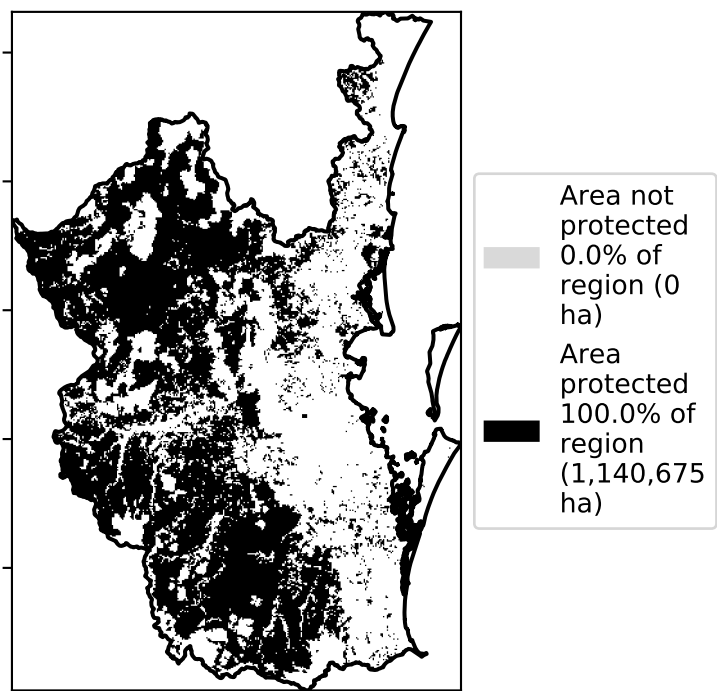 Area not
protected
0.0% of
region (0
ha)
Area
protected
100.0% of
region
(1,140,675
ha)